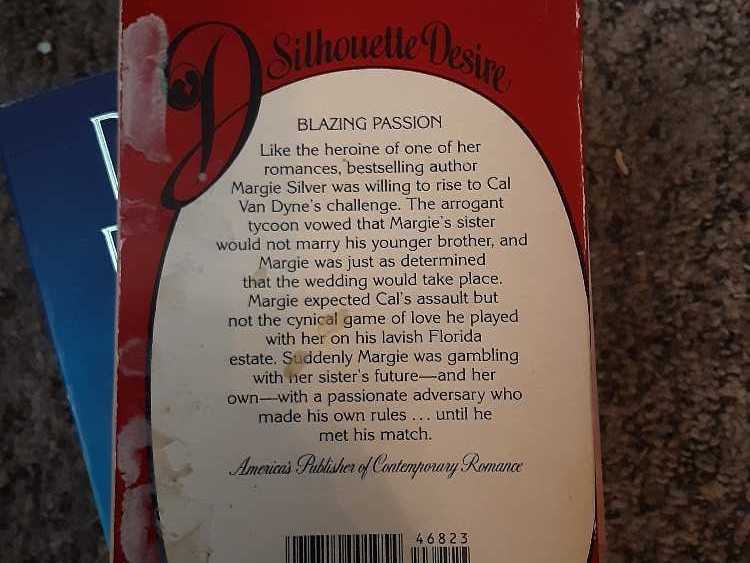 D Silhouette Desire
BLAZING PASSION
Like the heroine of one of her
romances, bestselling author
Margie Silver was willing to rise to Cal
Van Dyne's challenge. The arrogant
tycoon vowed that Margie's sister
would not marry his younger brother, and
Margie was just as determined
that the wedding would take place.
Margie expected Cal's assault but
not the cynical game of love he played
with her on his lavish Florida
estate. Suddenly Margie was gambling
with her sister's future—and her
own—with a passionate adversary who
made his own rules ... until he
met his match.
America's Publisher of Contemporary Romance
46823